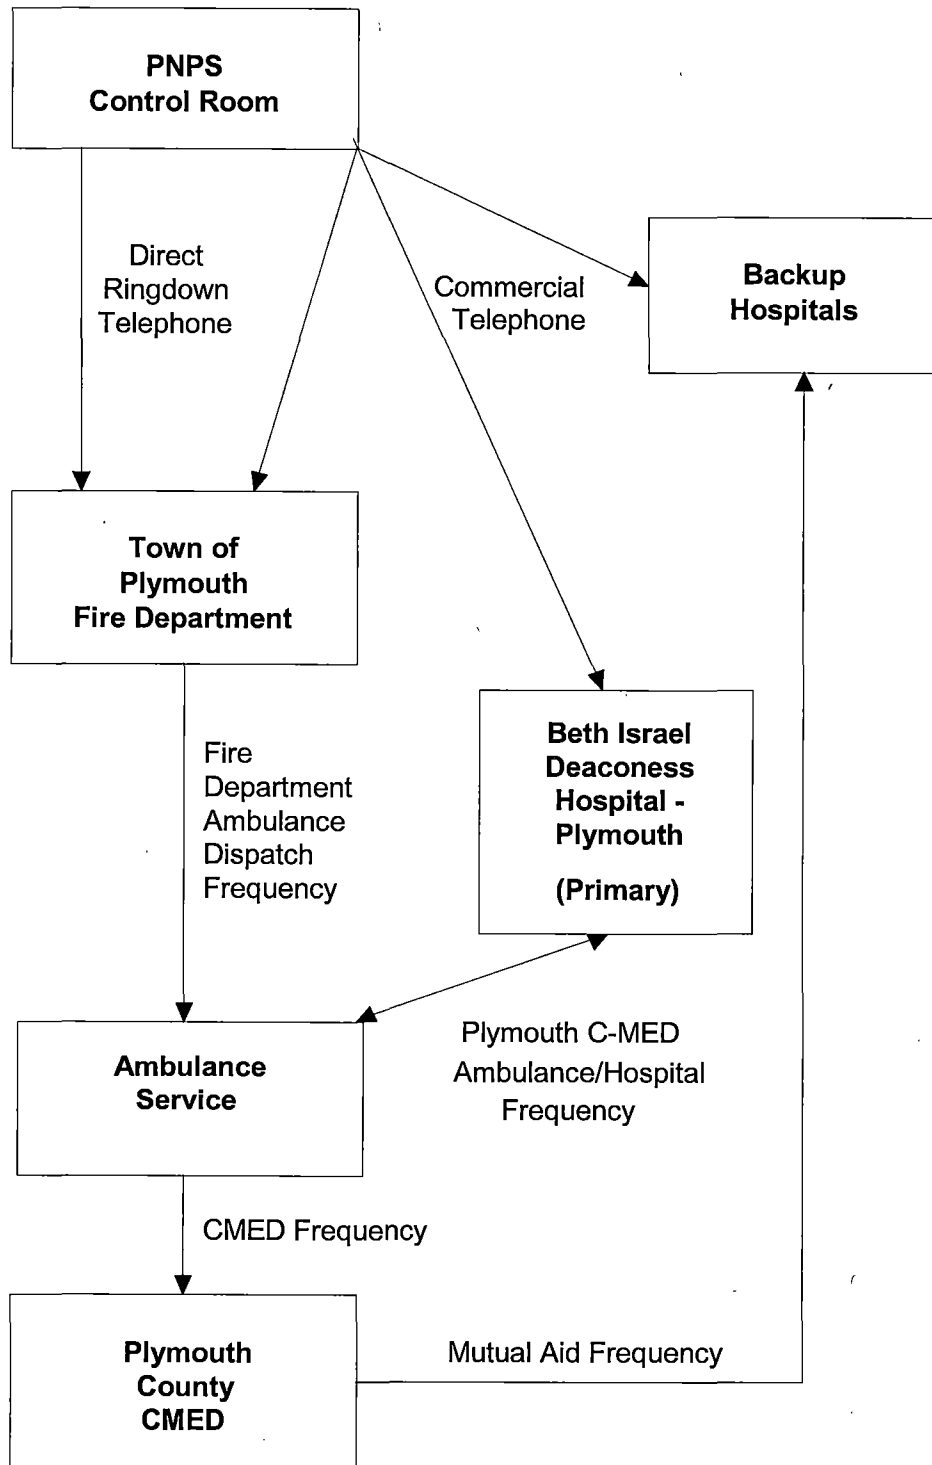 PNPS
Control Room
Direct
Ringdown
Telephone
Commercial
Telephone
Backup
Hospitals
Town of
Plymouth
Fire Department
Fire
Department
Ambulance
Dispatch
Frequency
Beth Israel
Deaconess
Hospital -
Plymouth
(Primary)
Ambulance
Service
Plymouth C-MED
Ambulance/Hospital
Frequency
CMED Frequency
Plymouth
County
CMED
Mutual Aid Frequency